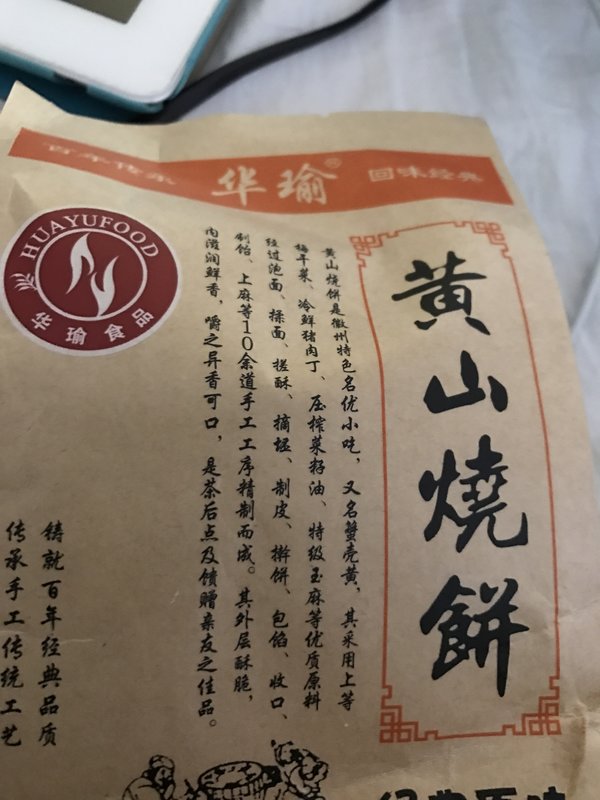 百年传承 华瑜® 回味经典
HUAYUFOOD
华瑜食品
黄山燒餅
黄山烧饼是徽州特色名优小吃，又名蟹壳黄，其采用上等
梅干菜、冷鲜猪肉丁、压榨菜籽油、特级玉麻等优质原料
经过泡面、揉面、搓酥、摘坯、制皮、擀饼、包馅、收口、
刷饴、上麻等10余道手工工序精制而成。其外层酥脆，
内滋润鲜香，嚼之异香可口，是茶后点及馈赠亲友之佳品。
铸就百年经典品质
传承手工传统工艺